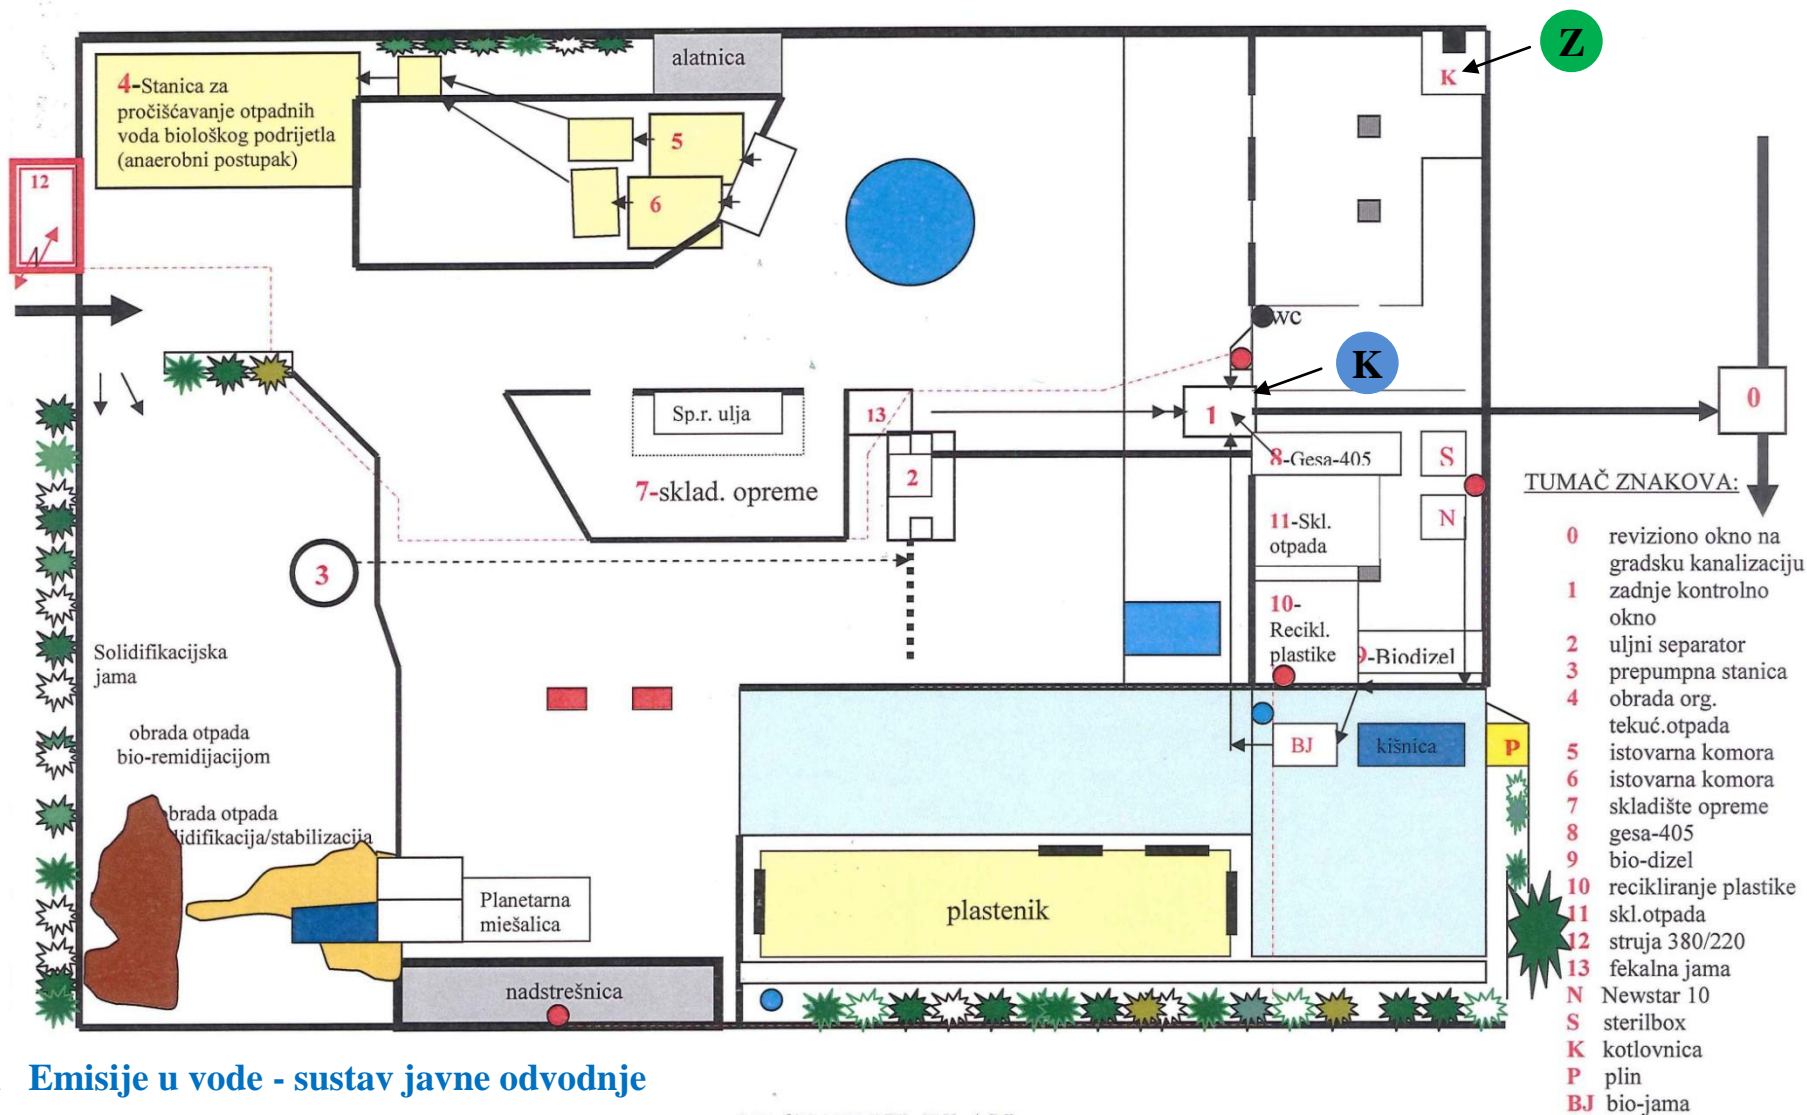 Z
K
alatnica
4-Stanica za
pročišćavanje otpadnih
voda biološkog podrijetla
(anaerobni postupak)
5
6
12
wc
K
1
0
Sp.r. ulja
13
2
7-sklad. opreme
8-Gesa-405
S
N
11-Skl.
otpada
10-
Recikl.
plastike
9-Biodizel
3
Solidifikacijska
jama
obrada otpada
bio-remidijacijom
obrada otpada
lidifikacija/stabilizacija
Planetarna
miešalica
nadstrešnica
plastenik
BJ
kišnica
P
TUMAČ ZNAKOVA:
0 reviziono okno na
gradsku kanalizaciju
1 zadnje kontrolno
okno
2 uljni separator
3 prepumpna stanica
4 obrada org.
tekuć.otpada
5 istovarna komora
6 istovarna komora
7 skladište opreme
8 gesa-405
9 bio-dizel
10 recikliranje plastike
11 skl.otpada
12 struja 380/220
13 fekalna jama
N Newstar 10
S sterilbox
K kotlovnica
P plin
BJ bio-jama
Emisije u vode - sustav javne odvodnje